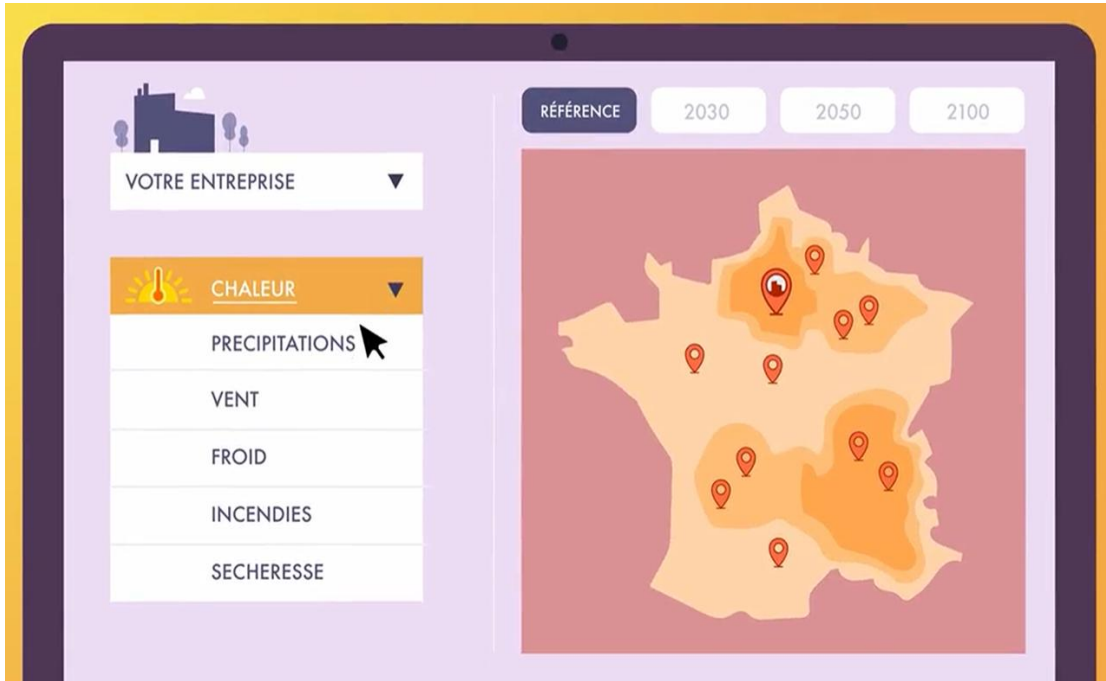 VOTRE ENTREPRISE
CHALEUR
PRECIPITATIONS
VENT
FROID
INCENDIES
SECHERESSE
RÉFÉRENCE
2030
2050
2100